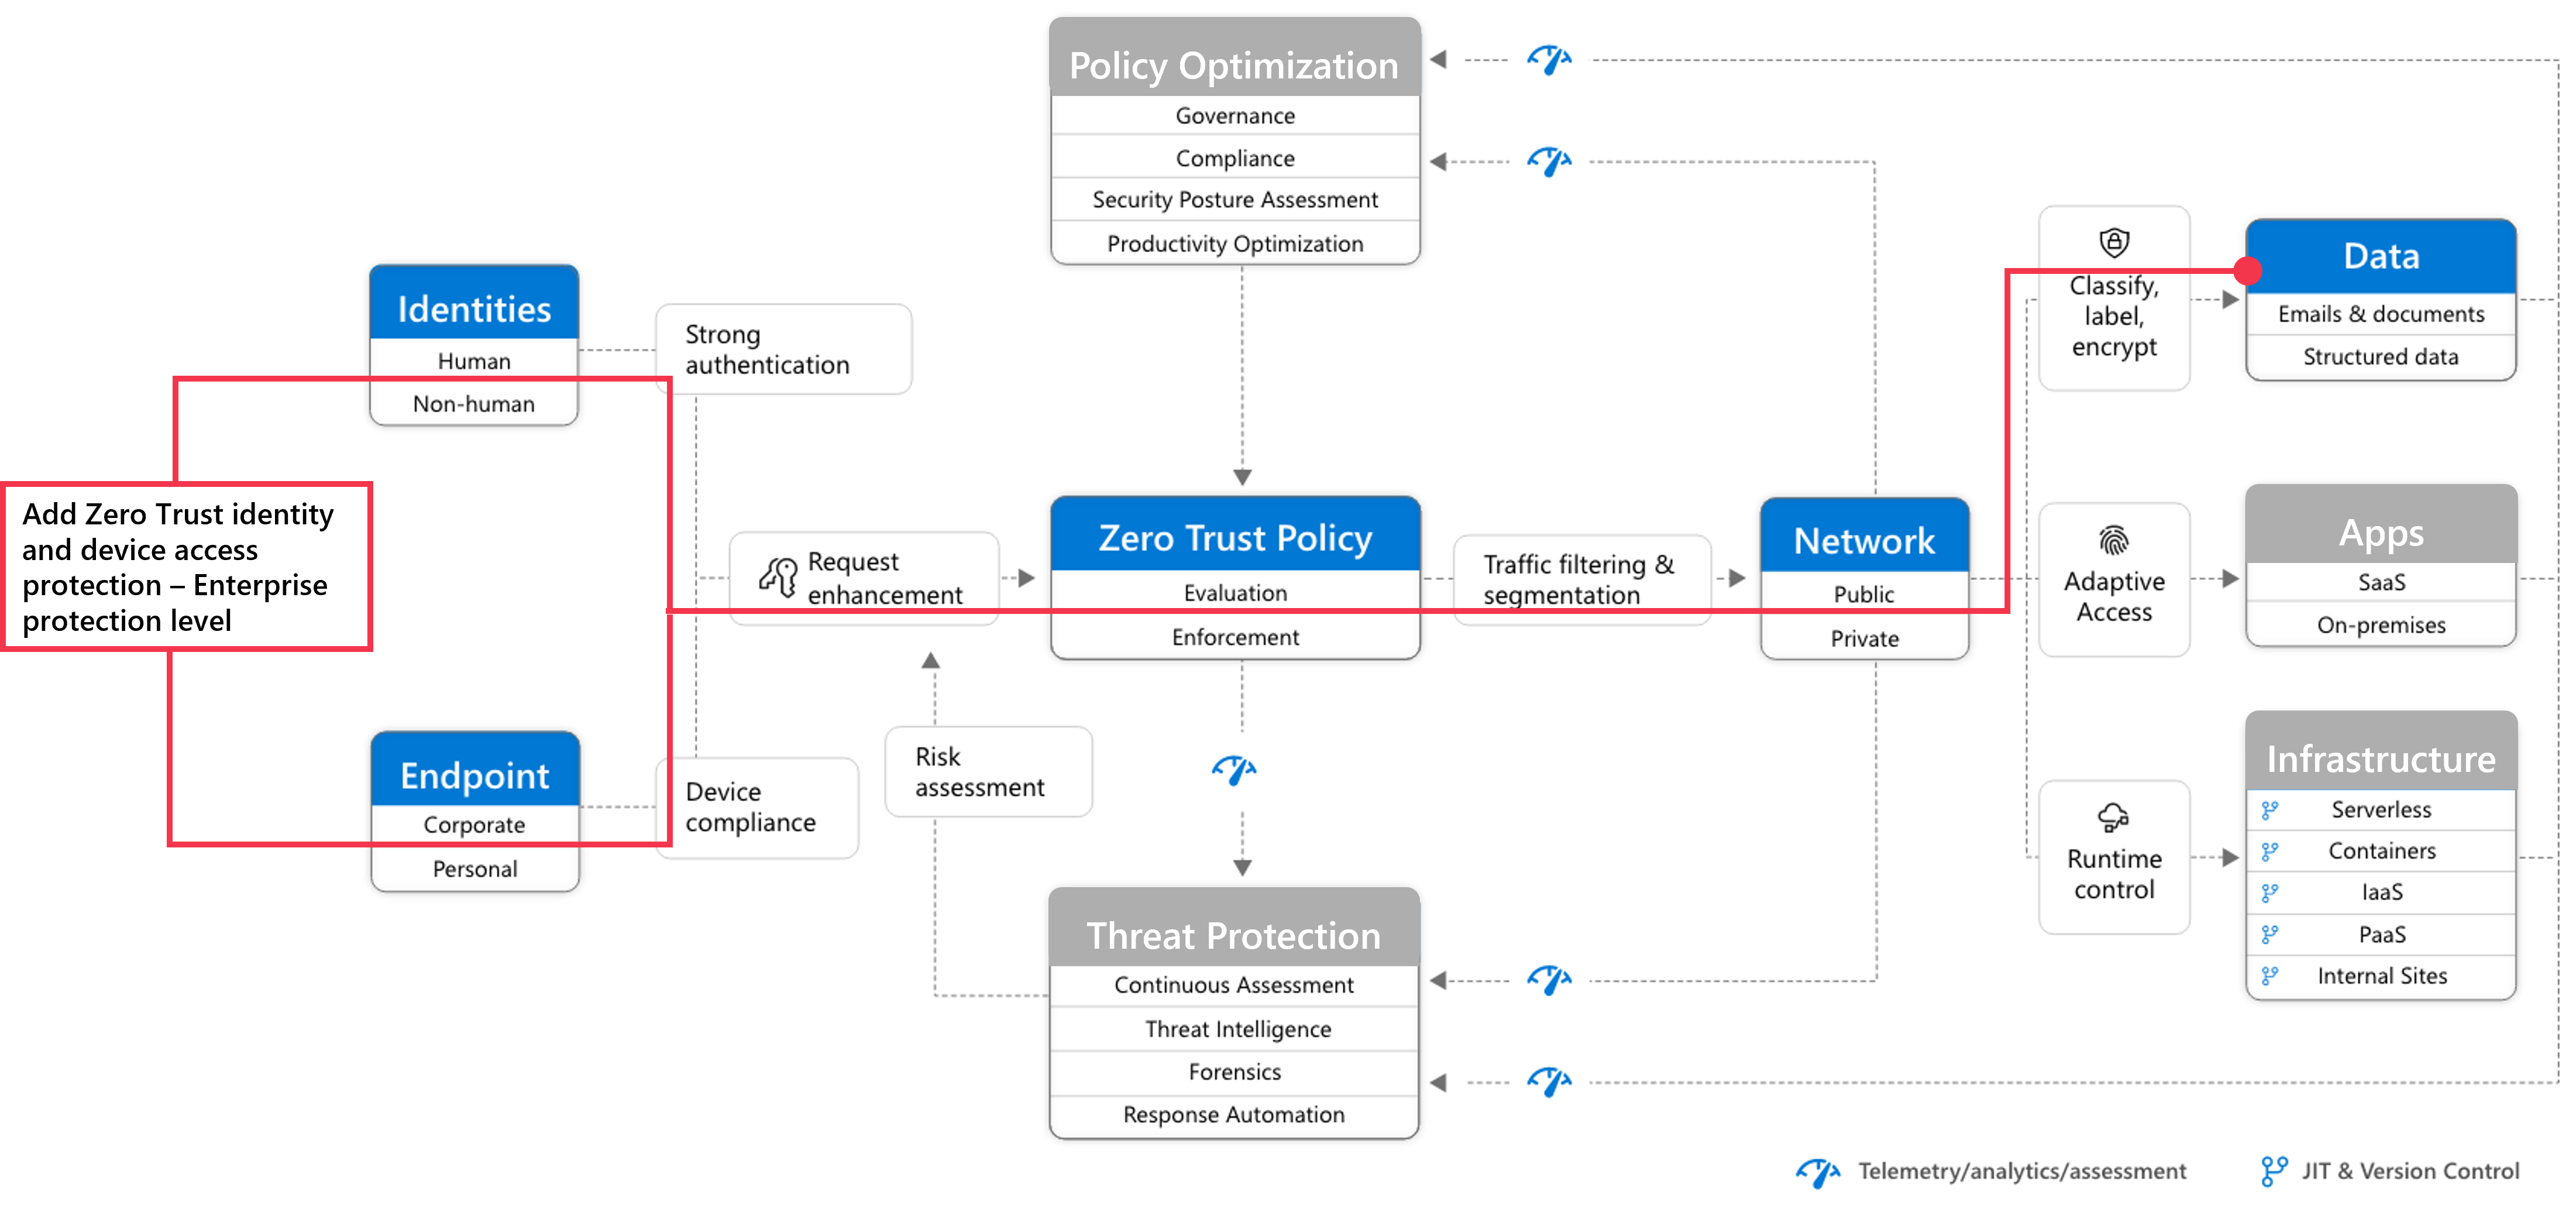 Policy Optimization
Governance
Compliance
Security Posture Assessment
Productivity Optimization
Identities
Human
Non-human
Strong
authentication
Add Zero Trust identity
and device access
protection – Enterprise
protection level
Endpoint
Corporate
Personal
Device
compliance
Request
enhancement
Risk
assessment
Zero Trust Policy
Evaluation
Enforcement
Threat Protection
Continuous Assessment
Threat Intelligence
Forensics
Response Automation
Traffic filtering &
segmentation
Network
Public
Private
Classify,
label,
encrypt
Data
Emails & documents
Structured data
Adaptive
Access
Apps
SaaS
On-premises
Runtime
control
Infrastructure
Serverless
Containers
IaaS
PaaS
Internal Sites
Telemetry/analytics/assessment
JIT & Version Control